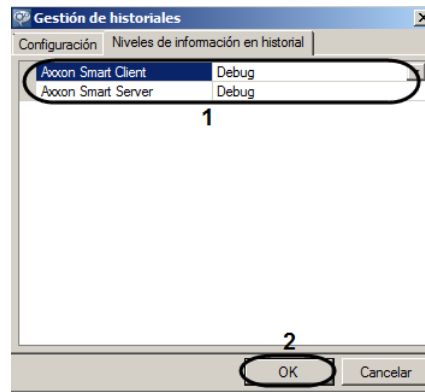 Gestión de historiales
Configuración Niveles de información en historial
Axxon Smart Client Debug
Axxon Smart Server Debug
1
2
OK Cancelar